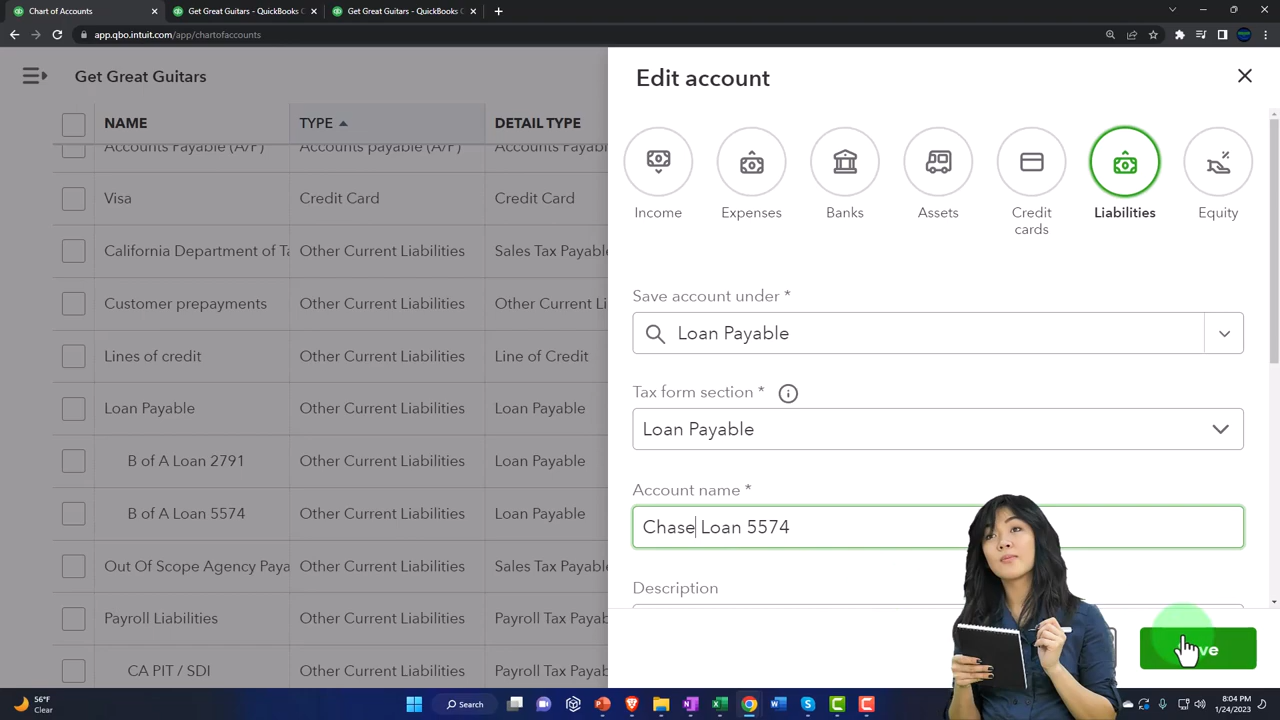 Chart of Accounts
Get Great Guitars - QuickBooks C
Get Great Guitars - QuickBooks C
app.qbo.intuit.com/app/chartofaccounts
Get Great Guitars
Edit account
NAME
TYPE
DETAIL TYPE
Income
Expenses
Banks
Assets
Credit
cards
Liabilities
Equity
Accounts Payable (A/P)
Accounts payable (A/P)
Visa
Credit Card
Credit Card
California Department of Ta
Other Current Liabilities
Sales Tax Payabl
Customer prepayments
Other Current Liabilities
Other Current Li
Lines of credit
Other Current Liabilities
Line of Credit
Loan Payable
Other Current Liabilities
Loan Payable
B of A Loan 2791
Other Current Liabilities
Loan Payable
B of A Loan 5574
Other Current Liabilities
Loan Payable
Out Of Scope Agency Paya
Other Current Liabilities
Sales Tax Payabl
Payroll Liabilities
Other Current Liabilities
Payroll Tax Payab
CA PIT / SDI
Other Current Liabilities
Payroll Tax Payab
Save account under *
Loan Payable
Tax form section *
Loan Payable
Account name *
Chase Loan 5574
Description
56°F
Clear
Search
8:04 PM
1/24/2023